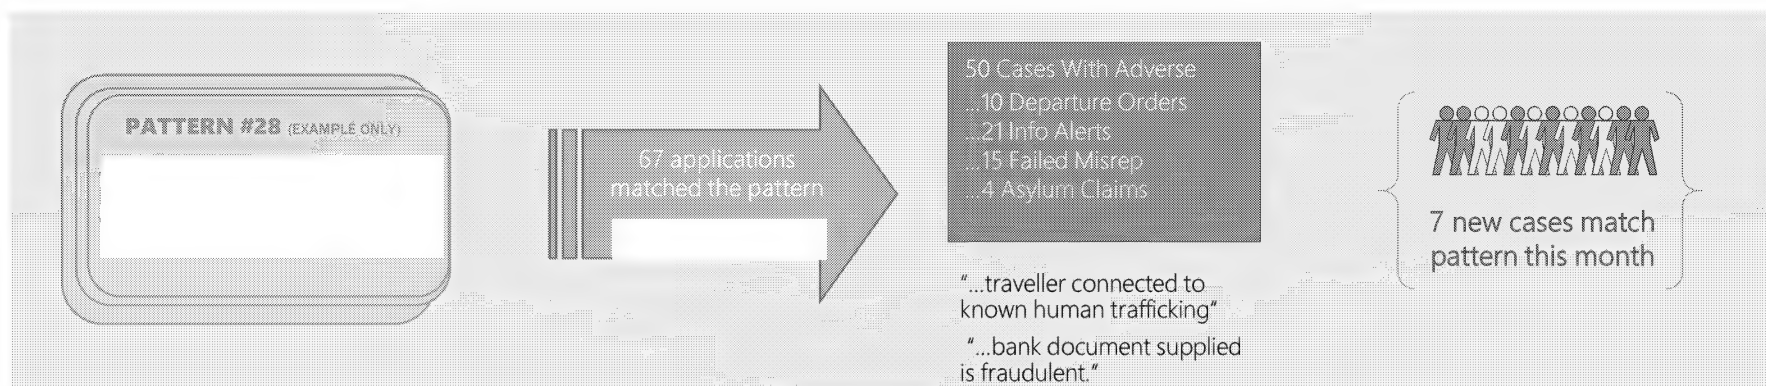 PATTERN #28 (EXAMPLE ONLY)
67 applications
matched the pattern
50 Cases With Adverse
...10 Departure Orders
...21 Info Alerts
...15 Failed Misrep
...4 Asylum Claims
"...traveller connected to
known human trafficking"
"...bank document supplied
is fraudulent."
7 new cases match
pattern this month